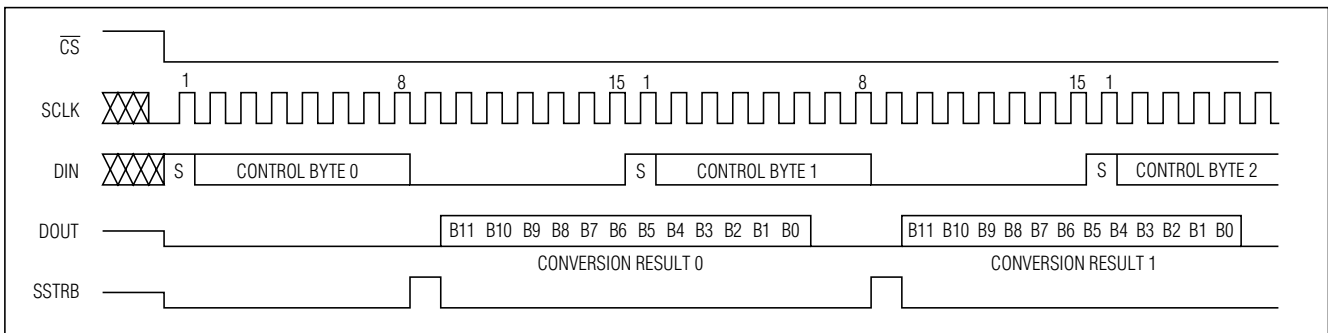 CS
1 8 15 1 8 15 1
SCLK
DIN S CONTROL BYTE 0 S CONTROL BYTE 1 S CONTROL BYTE 2
DOUT B11 B10 B9 B8 B7 B6 B5 B4 B3 B2 B1 B0 B11 B10 B9 B8 B7 B6 B5 B4 B3 B2 B1 B0
CONVERSION RESULT 0 CONVERSION RESULT 1
SSTRB